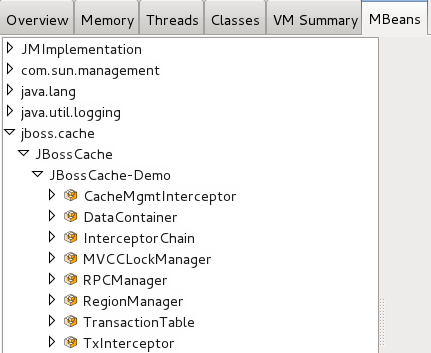 Overview Memory Threads Classes VM Summary MBeans
JMImplementation
com.sun.management
java.lang
java.util.logging
jboss.cache
JBossCache
JBossCache-Demo
CacheMgmtInterceptor
DataContainer
InterceptorChain
MVCCLockManager
RPCManager
RegionManager
TransactionTable
TxInterceptor